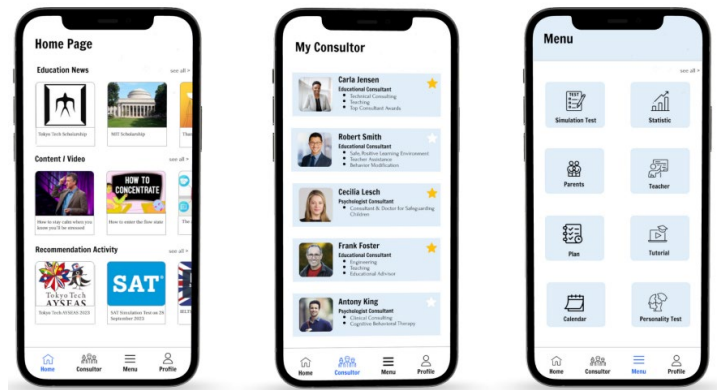 Home Page
Education News
see all >
Tokyo Tech Scholarship
MIT Scholarship
Content / Video
see all >
HOW TO
CONCENTRATE
How to stay calm when you
know you'll be stressed
How to enter the flow state
Recommendation Activity
see all >
Tokyo Tech
AYSEAS
SAT
Tokyo Tech AYSEAS 2023
SAT Simulation Test on 29
September 2023
Home
Consultor
Menu
Profile
My Consultor
Carla Jensen
Educational Consultant
Technical Consulting
Teaching
Top Consultant Awards
Robert Smith
Educational Consultant
Safe, Positive Learning Environment
Teacher Assistance
Behavior Modification
Cecilia Lesch
Psychologist Consultant
Consultant & Doctor for Safeguarding
Children
Frank Foster
Educational Consultant
Engineering
Teaching
Educational Advisor
Antony King
Psychologist Consultant
Clinical Consulting
Cognitive Behavioral Therapy
Home
Consultor
Menu
Profile
Menu
see all >
TEST
Simulation Test
Statistic
Parents
Teacher
Plan
Tutorial
Calendar
Personality Test
Home
Consultor
Menu
Profile